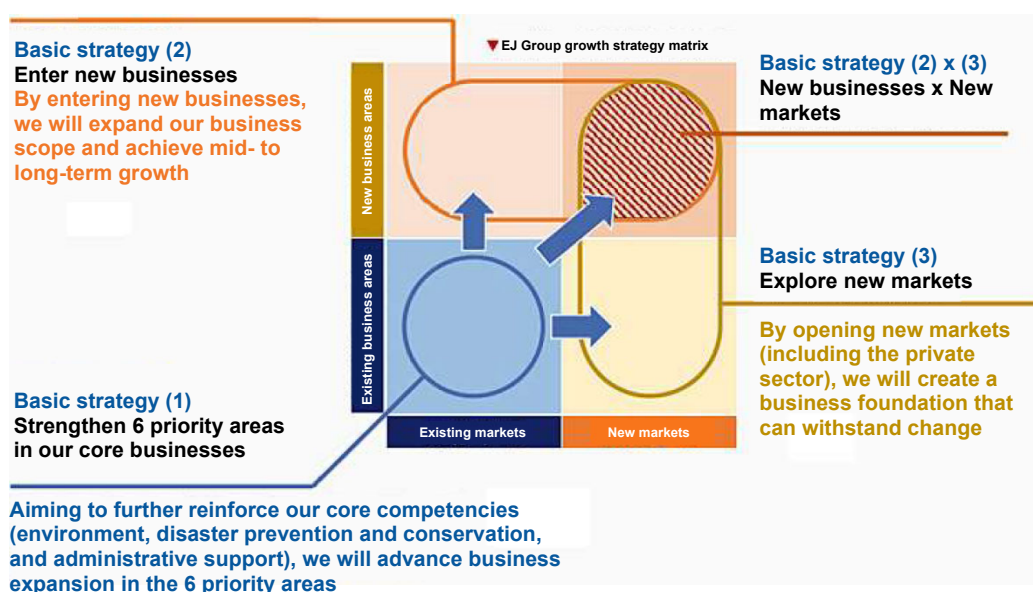 Basic strategy (2)
Enter new businesses
By entering new businesses,
we will expand our business
scope and achieve mid- to
long-term growth
▼EJ Group growth strategy matrix
Basic strategy (2) x (3)
New businesses x New
markets
New business areas
Existing business areas
Existing markets
New markets
Basic strategy (3)
Explore new markets
By opening new markets
(including the private
sector), we will create a
business foundation that
can withstand change
Basic strategy (1)
Strengthen 6 priority areas
in our core businesses
Aiming to further reinforce our core competencies
(environment, disaster prevention and conservation,
and administrative support), we will advance business
expansion in the 6 priority areas